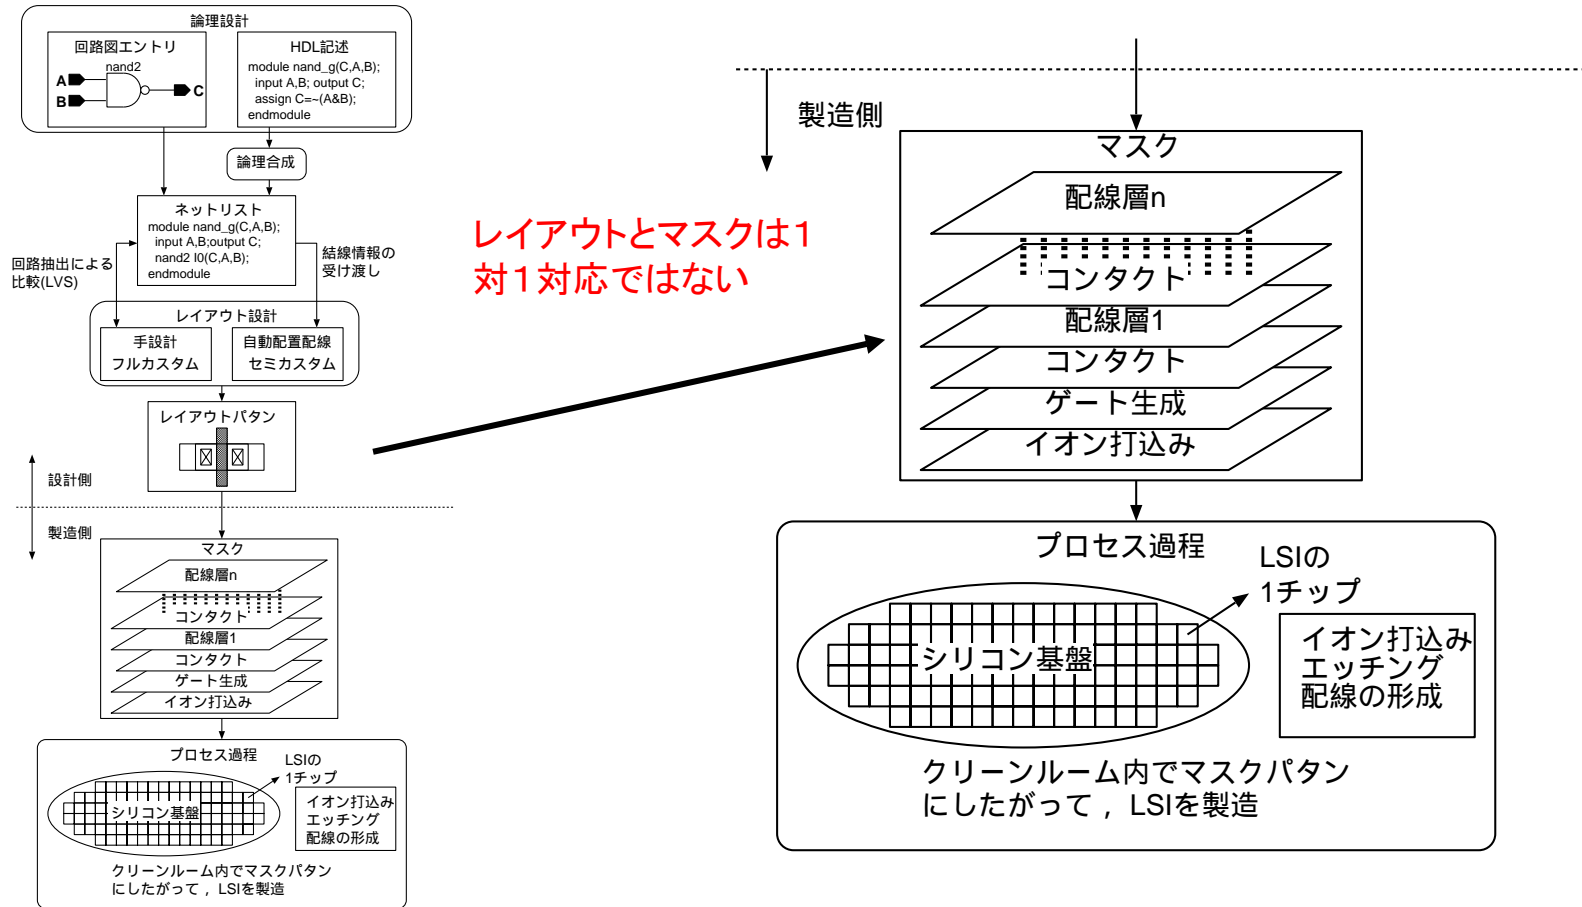 論理設計
回路図エントリ
nand2
A
B
C
HDL記述
module nand_g(C,A,B);
input A,B; output C;
assign C=~(A&B);
endmodule
論理合成
ネットリスト
module nand_g(C,A,B);
input A,B;output C;
nand2 I0(C,A,B);
endmodule
回路抽出による
比較(LVS)
結線情報の
受け渡し
レイアウト設計
手設計
フルカスタム
自動配置配線
セミカスタム
レイアウトパタン
設計側
製造側
マスク
配線層n
コンタクト
配線層1
コンタクト
ゲート生成
イオン打込み
プロセス過程
LSIの
1チップ
シリコン基盤
イオン打込み
エッチング
配線の形成
クリーンルーム内でマスクパタン
にしたがって，LSIを製造
レイアウトとマスクは１
対１対応ではない
製造側
マスク
配線層n
コンタクト
配線層1
コンタクト
ゲート生成
イオン打込み
プロセス過程
LSIの
1チップ
シリコン基盤
イオン打込み
エッチング
配線の形成
クリーンルーム内でマスクパタン
にしたがって，LSIを製造